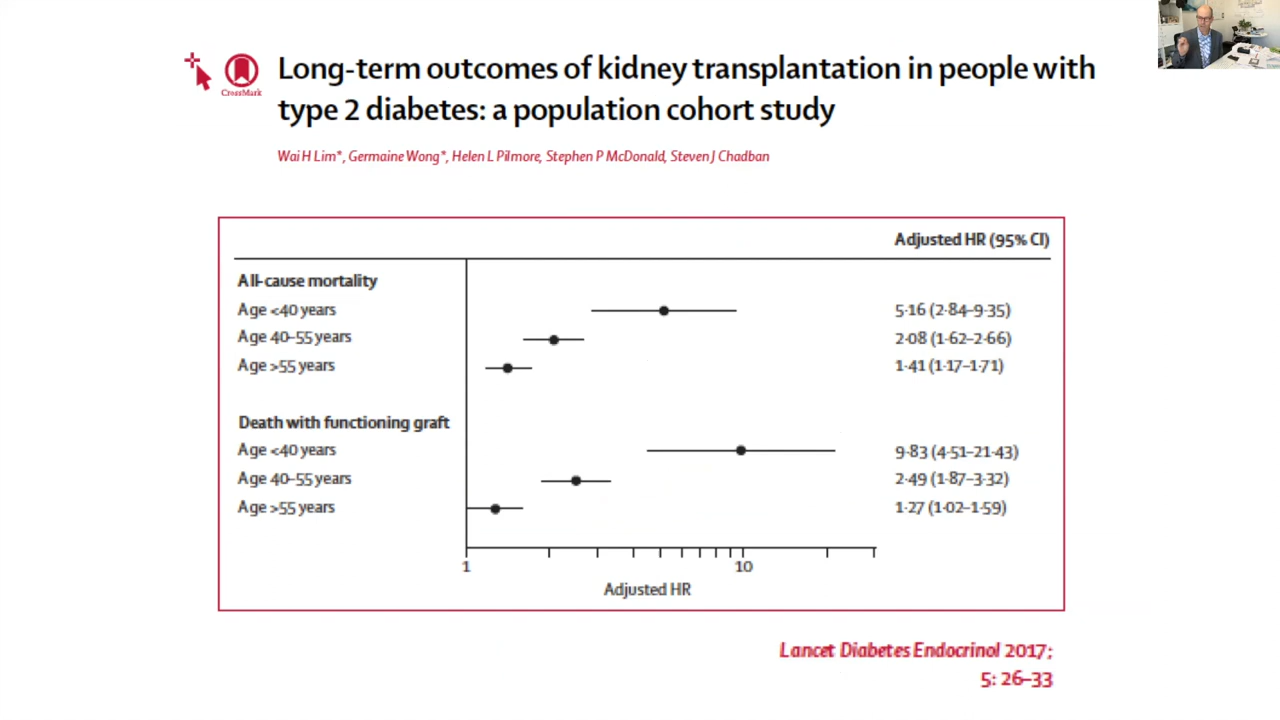 Long-term outcomes of kidney transplantation in people with
type 2 diabetes: a population cohort study
CrossMark
Wai H Lim*, Germaine Wong*, Helen L Pilmore, Stephen P McDonald, Steven J Chadban
Adjusted HR (95% CI)
All-cause mortality
Age <40 years 5·16 (2·84–9·35)
Age 40–55 years 2·08 (1·62–2·66)
Age >55 years 1·41 (1·17–1·71)
Death with functioning graft
Age <40 years 9·83 (4·51–21·43)
Age 40–55 years 2·49 (1·87–3·32)
Age >55 years 1·27 (1·02–1·59)
1 10
Adjusted HR
Lancet Diabetes Endocrinol 2017;
5: 26–33